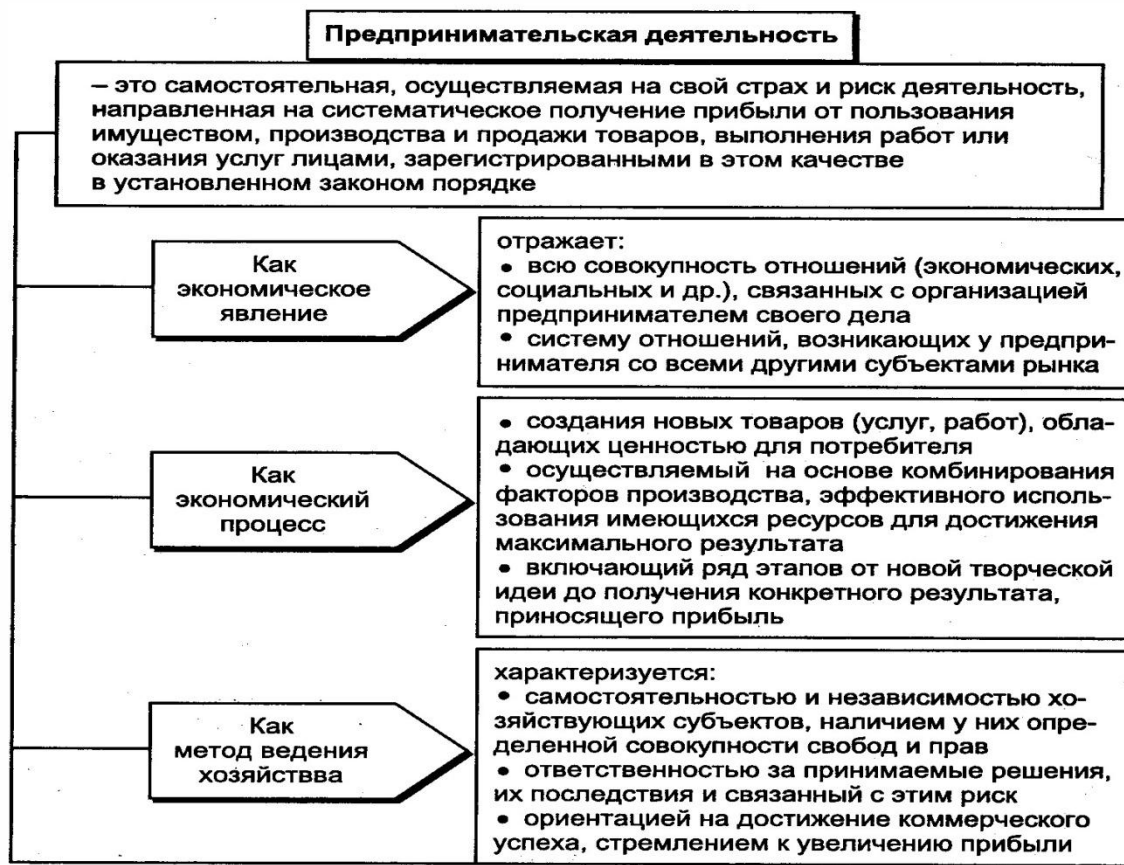 Предпринимательская деятельность
– это самостоятельная, осуществляемая на свой страх и риск деятельность,
направленная на систематическое получение прибыли от пользования
имуществом, производства и продажи товаров, выполнения работ или
оказания услуг лицами, зарегистрированными в этом качестве
в установленном законом порядке
Как
экономическое
явление
отражает:
• всю совокупность отношений (экономических,
социальных и др.), связанных с организацией
предпринимателем своего дела
• систему отношений, возникающих у предпри-
нимателя со всеми другими субъектами рынка
Как
экономический
процесс
• создания новых товаров (услуг, работ), обла-
дающих ценностью для потребителя
• осуществляемый на основе комбинирования
факторов производства, эффективного исполь-
зования имеющихся ресурсов для достижения
максимального результата
• включающий ряд этапов от новой творческой
идеи до получения конкретного результата,
приносящего прибыль
Как
метод ведения
хозяйствва
характеризуется:
• самостоятельностью и независимостью хо-
зяйствующих субъектов, наличием у них опре-
деленной совокупности свобод и прав
• ответственностью за принимаемые решения,
их последствия и связанный с этим риск
• ориентацией на достижение коммерческого
успеха, стремлением к увеличению прибыли